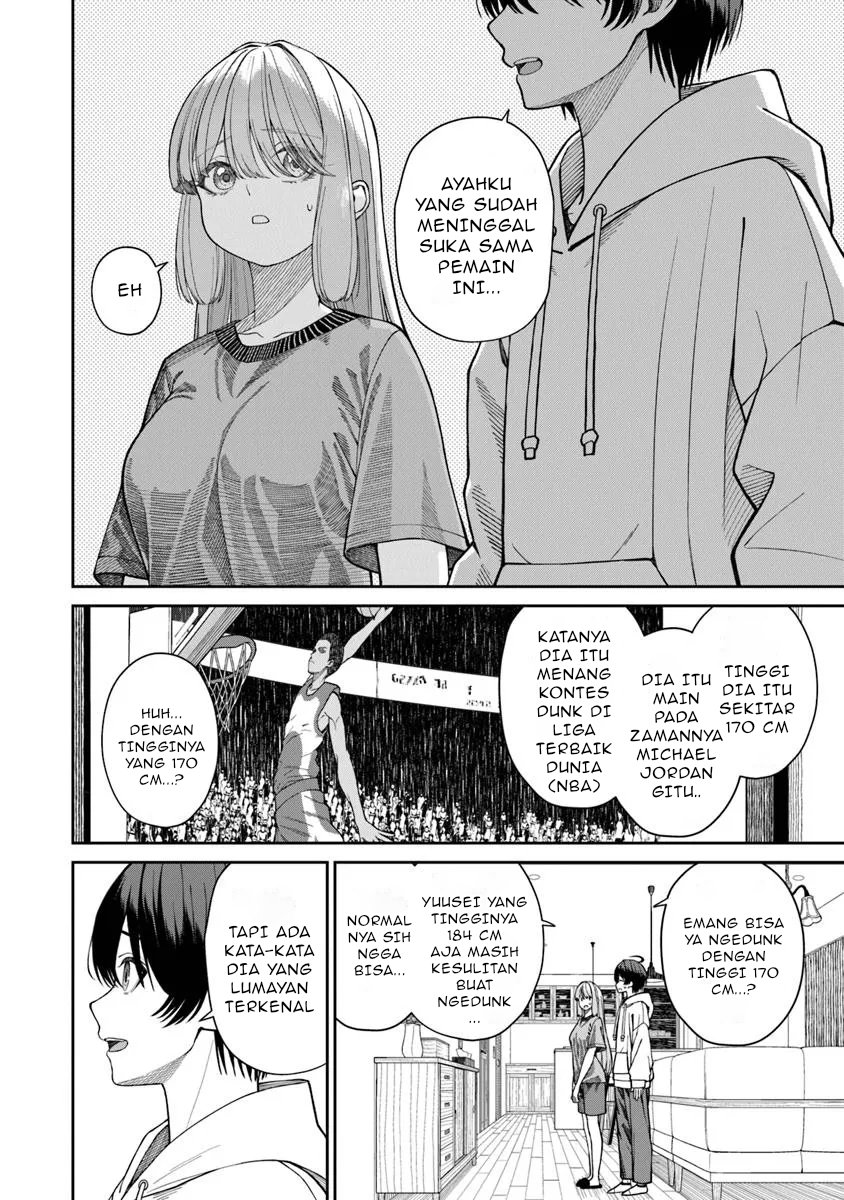 AYAHKU
YANG SUDAH
MENINGGAL
SUKA SAMA
PEMAIN
INI...
EH
TINGGI
DIA ITU
SEKITAR
170 CM
DIA ITU
MAIN
PADA
ZAMANNYA
MICHAEL
JORDAN
GITU..
KATANYA
DIA ITU
MENANG
KONTES
DUNK DI
LIGA
TERBAIK
DUNIA
(NBA)
HUH...
DENGAN
TINGGINYA
YANG 170
CM...?
EMANG BISA
YA NGEDUNK
DENGAN
TINGGI 170
CM...?
YUUSEI YANG
TINGGINYA
184 CM
AJA MASIH
KESULITAN
BUAT
NGEDUNK
...
NORMAL
NYA SIH
NGGA
BISA...
TAPI ADA
KATA-KATA
DIA YANG
LUMAYAN
TERKENAL